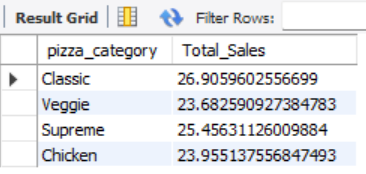 Result Grid Filter Rows:
pizza_category Total_Sales
Classic 26.9059602556699
Veggie 23.682590927384783
Supreme 25.45631126009884
Chicken 23.955137556847493